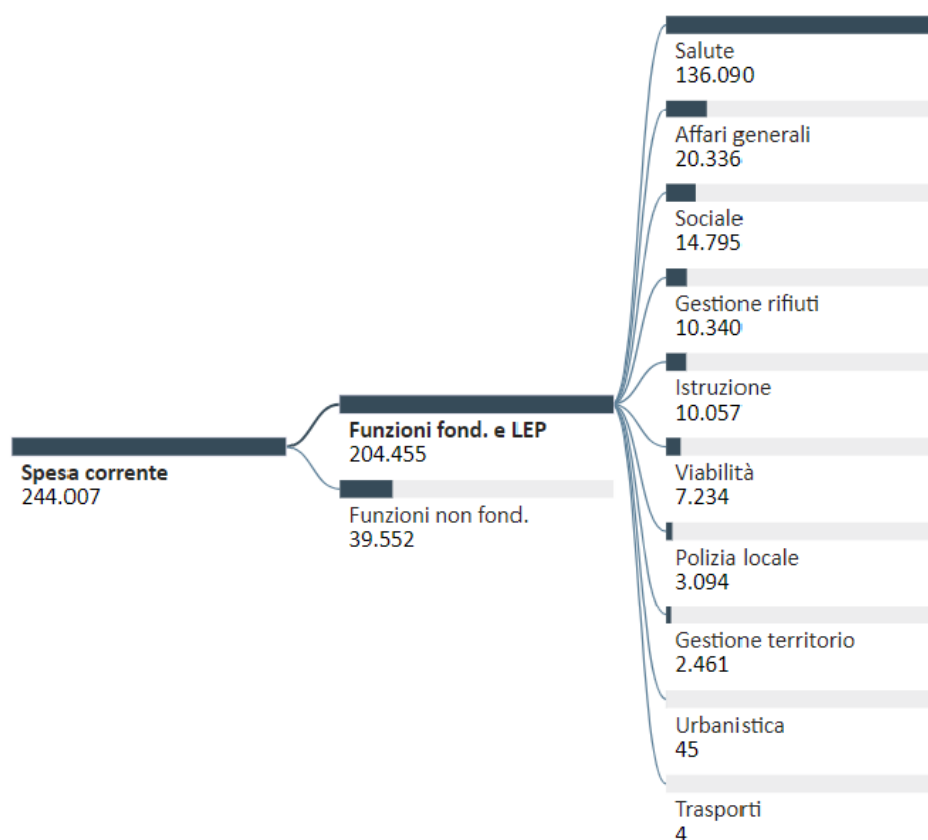 Spesa corrente
244.007
Funzioni fond. e LEP
204.455
Funzioni non fond.
39.552
Salute
136.090
Affari generali
20.336
Sociale
14.795
Gestione rifiuti
10.340
Istruzione
10.057
Viabilità
7.234
Polizia locale
3.094
Gestione territorio
2.461
Urbanistica
45
Trasporti
4